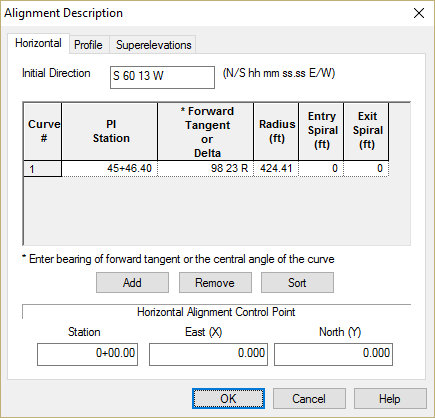 Alignment Description
Horizontal Profile Superelevations
Initial Direction S 60 13 W (N/S hh mm ss.ss E/W)
Curve # PI Station * Forward Tangent or Delta Radius (ft) Entry Spiral (ft) Exit Spiral (ft)
1 45+46.40 98 23 R 424.41 0 0
* Enter bearing of forward tangent or the central angle of the curve
Add Remove Sort
Horizontal Alignment Control Point
Station East (X) North (Y)
0+00.00 0.000 0.000
OK Cancel Help